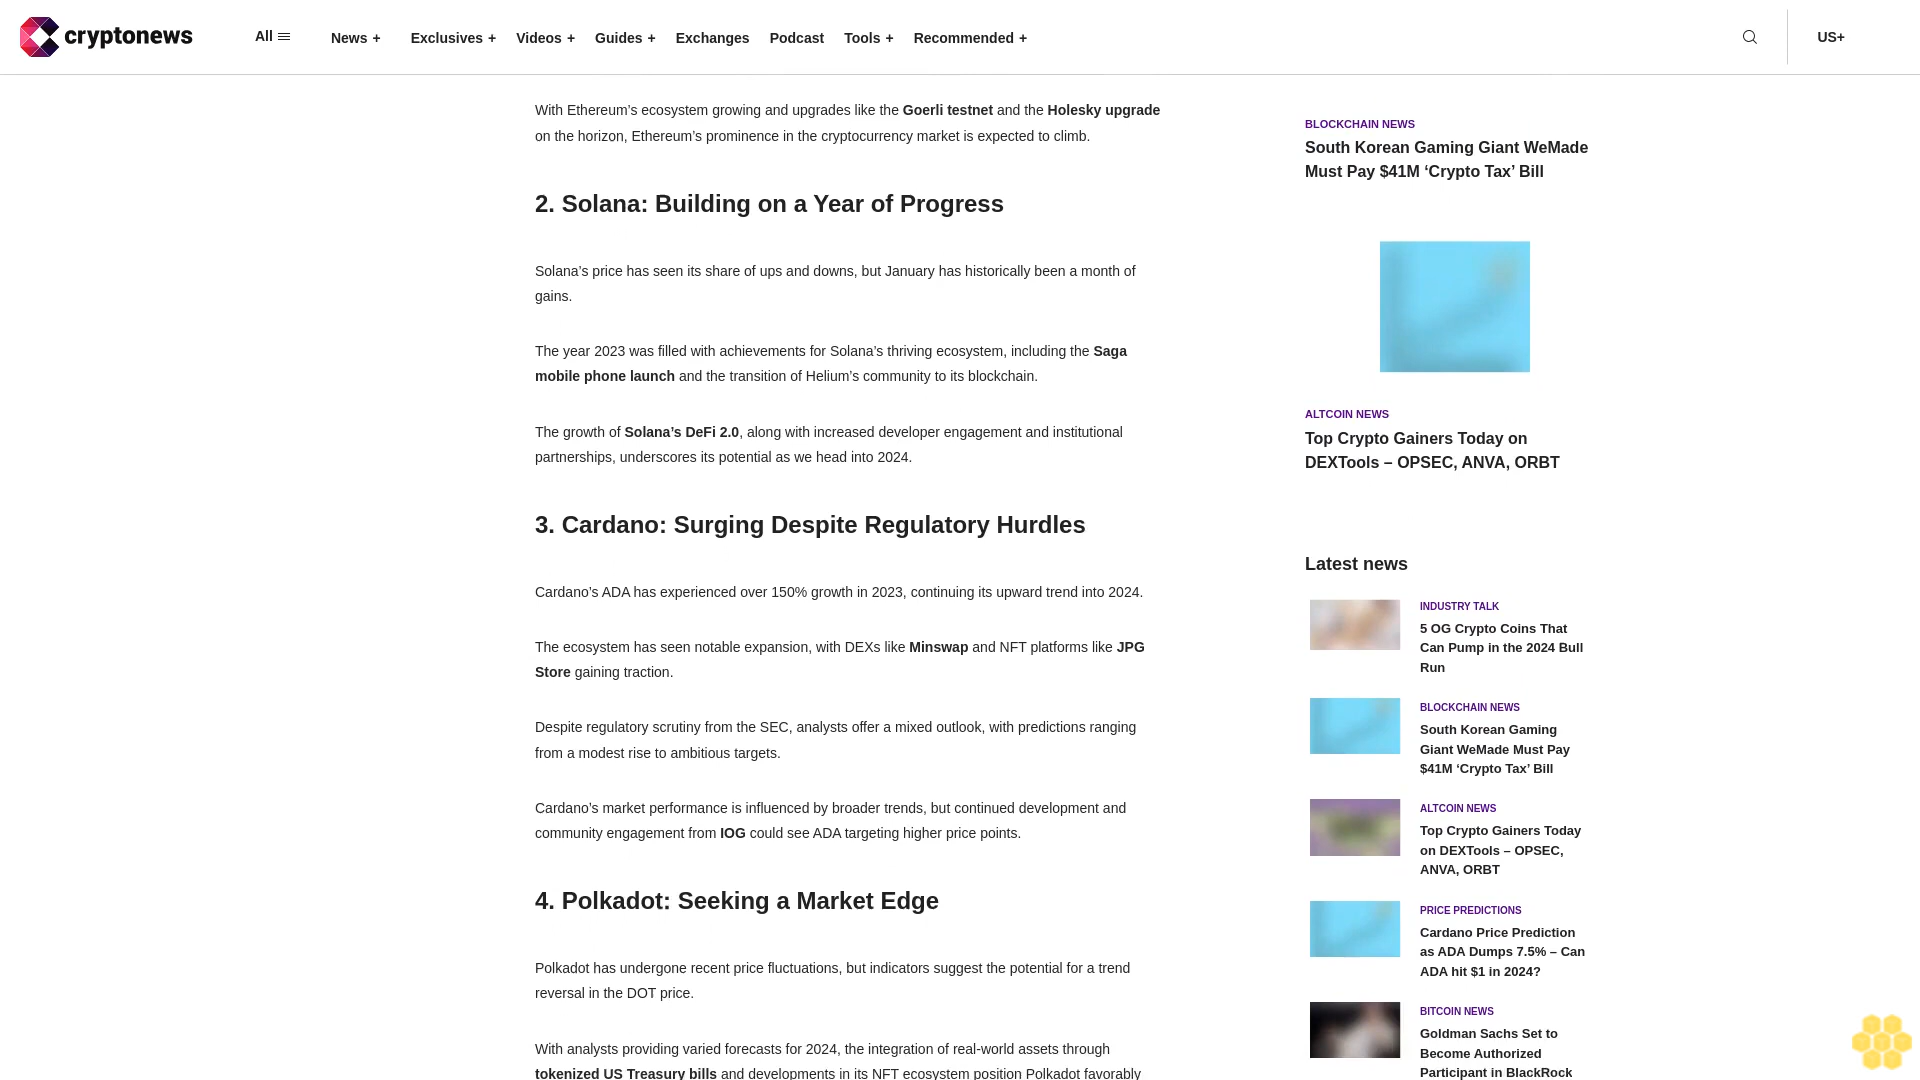 cryptonews
All
News +
Exclusives +
Videos +
Guides +
Exchanges
Podcast
Tools +
Recommended +
US+
With Ethereum’s ecosystem growing and upgrades like the Goerli testnet and the Holesky upgrade
on the horizon, Ethereum’s prominence in the cryptocurrency market is expected to climb.
2. Solana: Building on a Year of Progress
Solana’s price has seen its share of ups and downs, but January has historically been a month of
gains.
The year 2023 was filled with achievements for Solana’s thriving ecosystem, including the Saga
mobile phone launch and the transition of Helium’s community to its blockchain.
The growth of Solana’s DeFi 2.0, along with increased developer engagement and institutional
partnerships, underscores its potential as we head into 2024.
3. Cardano: Surging Despite Regulatory Hurdles
Cardano’s ADA has experienced over 150% growth in 2023, continuing its upward trend into 2024.
The ecosystem has seen notable expansion, with DEXs like Minswap and NFT platforms like JPG
Store gaining traction.
Despite regulatory scrutiny from the SEC, analysts offer a mixed outlook, with predictions ranging
from a modest rise to ambitious targets.
Cardano’s market performance is influenced by broader trends, but continued development and
community engagement from IOG could see ADA targeting higher price points.
4. Polkadot: Seeking a Market Edge
Polkadot has undergone recent price fluctuations, but indicators suggest the potential for a trend
reversal in the DOT price.
With analysts providing varied forecasts for 2024, the integration of real-world assets through
tokenized US Treasury bills and developments in its NFT ecosystem position Polkadot favorably
BLOCKCHAIN NEWS
South Korean Gaming Giant WeMade
Must Pay $41M ‘Crypto Tax’ Bill
ALTCOIN NEWS
Top Crypto Gainers Today on
DEXTools – OPSEC, ANVA, ORBT
Latest news
INDUSTRY TALK
5 OG Crypto Coins That
Can Pump in the 2024 Bull
Run
BLOCKCHAIN NEWS
South Korean Gaming
Giant WeMade Must Pay
$41M ‘Crypto Tax’ Bill
ALTCOIN NEWS
Top Crypto Gainers Today
on DEXTools – OPSEC,
ANVA, ORBT
PRICE PREDICTIONS
Cardano Price Prediction
as ADA Dumps 7.5% – Can
ADA hit $1 in 2024?
BITCOIN NEWS
Goldman Sachs Set to
Become Authorized
Participant in BlackRock